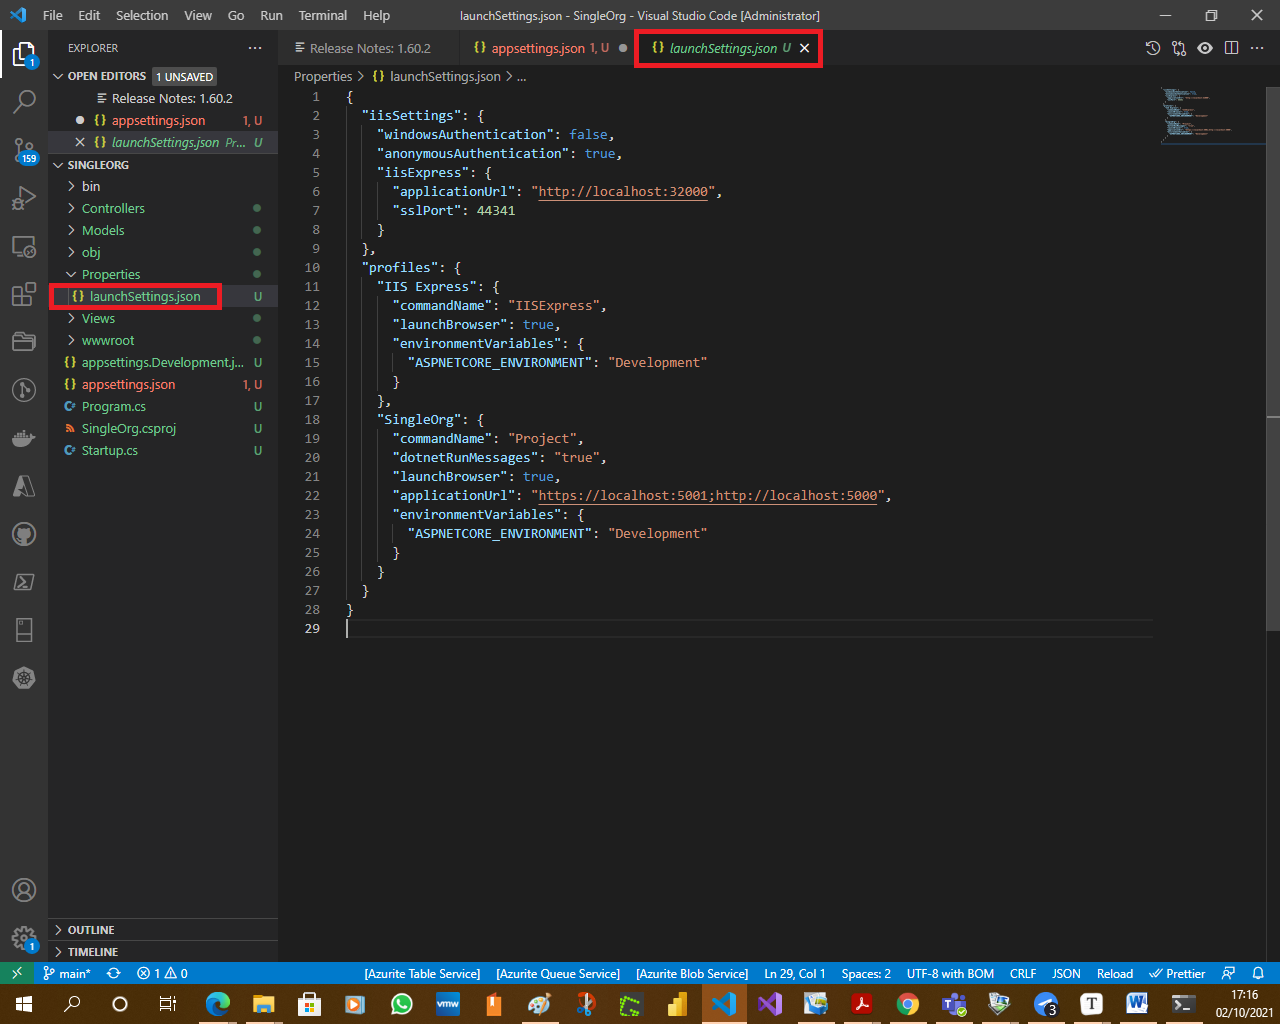 File Edit Selection View Go Run Terminal Help
launchSettings.json - SingleOrg - Visual Studio Code [Administrator]
EXPLORER
Release Notes: 1.60.2
{} appsettings.json 1, U
{} launchSettings.json U
OPEN EDITORS 1 UNSAVED
Release Notes: 1.60.2
{} appsettings.json 1, U
{} launchSettings.json Pr... U
SINGLEORG
bin
Controllers
Models
obj
Properties
{} launchSettings.json U
Views
wwwroot
{} appsettings.Development.j... U
{} appsettings.json 1, U
C# Program.cs U
SingleOrg.csproj U
C# Startup.cs U
OUTLINE
TIMELINE
1
159
1
Properties > {} launchSettings.json > ...
1 {
2 "iisSettings": {
3 "windowsAuthentication": false,
4 "anonymousAuthentication": true,
5 "iisExpress": {
6 "applicationUrl": "http://localhost:32000",
7 "sslPort": 44341
8 }
9 },
10 "profiles": {
11 "IIS Express": {
12 "commandName": "IISExpress",
13 "launchBrowser": true,
14 "environmentVariables": {
15 "ASPNETCORE_ENVIRONMENT": "Development"
16 }
17 },
18 "SingleOrg": {
19 "commandName": "Project",
20 "dotnetRunMessages": "true",
21 "launchBrowser": true,
22 "applicationUrl": "https://localhost:5001;http://localhost:5000",
23 "environmentVariables": {
24 "ASPNETCORE_ENVIRONMENT": "Development"
25 }
26 }
27 }
28 }
29
main* 1 0 [Azurite Table Service] [Azurite Queue Service] [Azurite Blob Service] Ln 29, Col 1 Spaces: 2 UTF-8 with BOM CRLF JSON Reload Prettier
vmw
3
T
17:16
02/10/2021